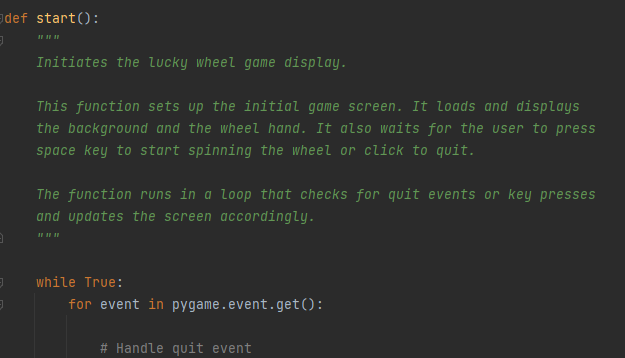 def start():
"""
Initiates the lucky wheel game display.
This function sets up the initial game screen. It loads and displays
the background and the wheel hand. It also waits for the user to press
space key to start spinning the wheel or click to quit.
The function runs in a loop that checks for quit events or key presses
and updates the screen accordingly.
"""
while True:
for event in pygame.event.get():
# Handle quit event